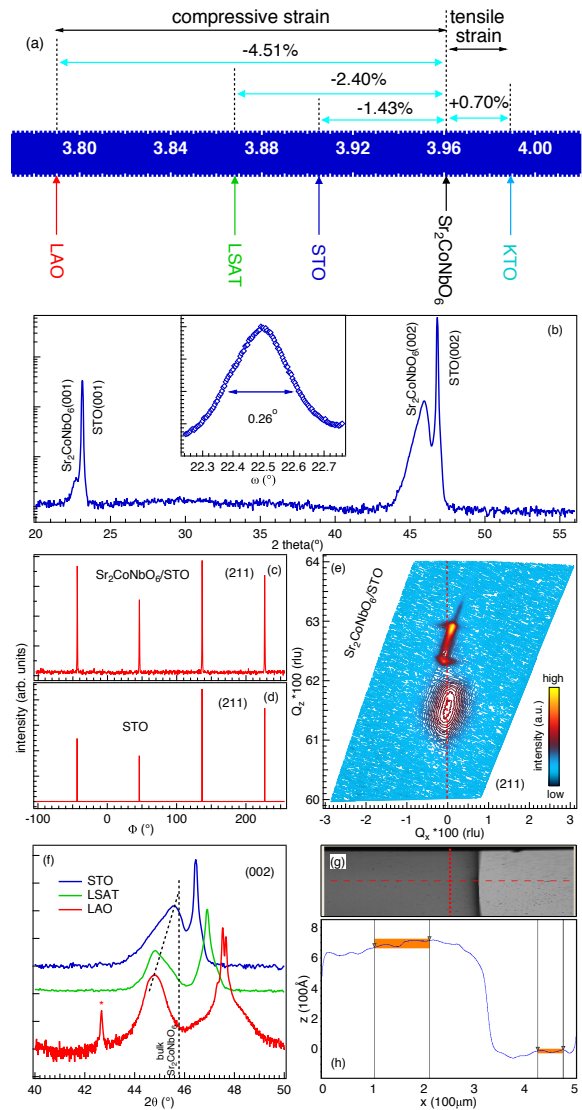 compressive strain
tensile
strain
(a)
-4.51%
-2.40%
+0.70%
-1.43%
3.80 3.84 3.88 3.92 3.96 4.00
LAO
LSAT
STO
Sr₂CoNbO₆
KTO
(b)
Sr₂CoNbO₆(001)
STO(001)
Sr₂CoNbO₆(002)
STO(002)
0.26°
22.3 22.4 22.5 22.6 22.7
ω (°)
20 25 30 35 40 45 50 55
2 theta(°)
intensity (arb. units)
(c)
Sr₂CoNbO₆/STO
(211)
(d)
STO
(211)
-100 0 100 200
Φ (°)
(e)
Sr₂CoNbO₆/STO
64
63
62
61
60
Q_z *100 (rlu)
high
intensity (a.u.)
low
(211)
-3 -2 -1 0 1 2 3
Q_x *100 (rlu)
(f)
(002)
STO
LSAT
LAO
*
bulk
Sr₂CoNbO₆
40 42 44 46 48 50
2θ (°)
(g)
8
6
4
2
0
z (100Å)
(h)
0 1 2 3 4 5
x (100μm)